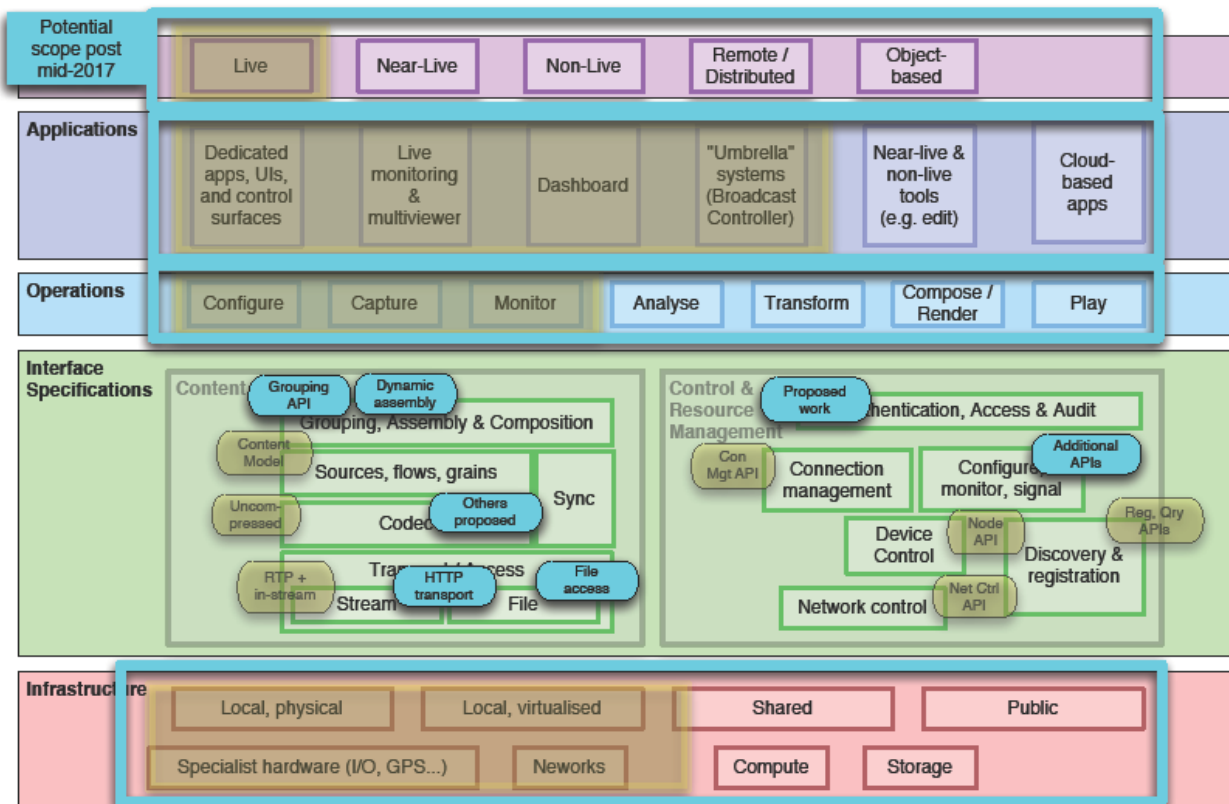 Potential
scope post
mid-2017
Live
Near-Live
Non-Live
Remote /
Distributed
Object-
based
Applications
Dedicated
apps, UIs,
and control
surfaces
Live
monitoring
&
multiviewer
Dashboard
"Umbrella"
systems
(Broadcast
Controller)
Near-live &
non-live
tools
(e.g. edit)
Cloud-
based
apps
Operations
Configure
Capture
Monitor
Analyse
Transform
Compose /
Render
Play
Interface
Specifications
Content
Grouping
API
Dynamic
assembly
Grouping, Assembly & Composition
Content
Model
Sources, flows, grains
Sync
Uncom-
pressed
Others
proposed
RTP +
in-stream
HTTP
transport
File
access
Stream
File
Control &
Resource
Management
Proposed
work
Access & Audit
Con
Mgt API
Connection
management
Additional
APIs
Configure,
monitor, signal
Device
Control
Node
API
Reg, Qry
APIs
Discovery &
registration
Network control
Net Ctrl
API
Infrastructure
Local, physical
Local, virtualised
Shared
Public
Specialist hardware (I/O, GPS...)
Neworks
Compute
Storage